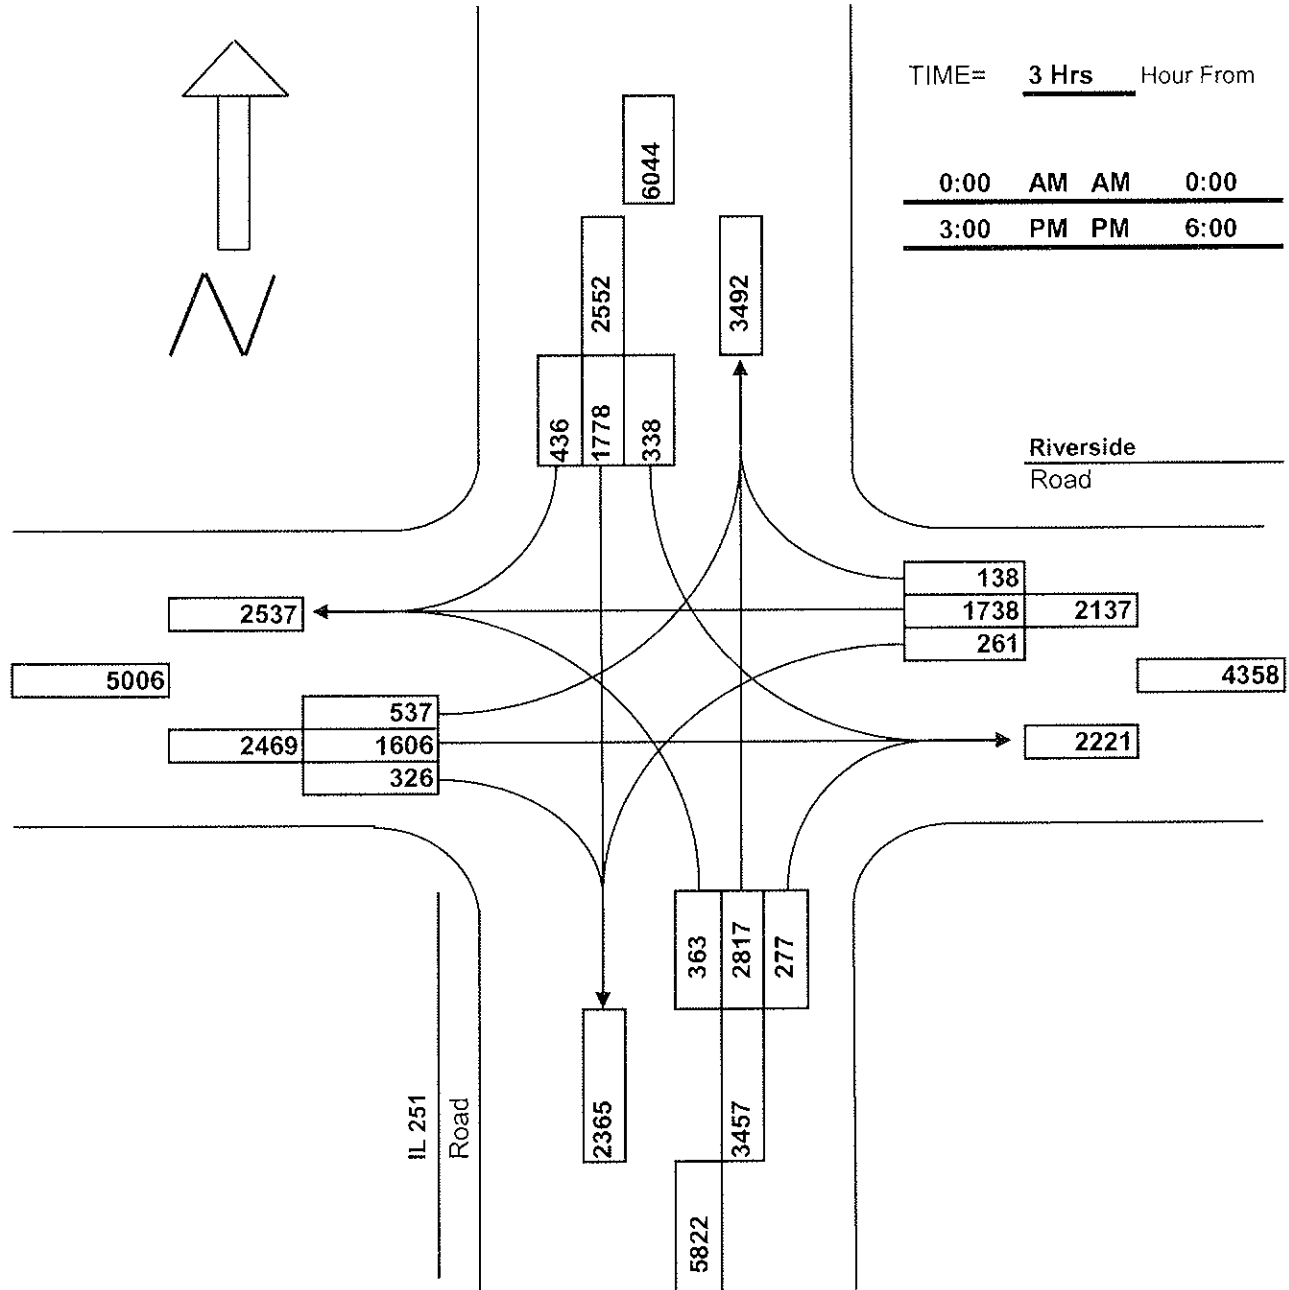 TIME= 3 Hrs Hour From
0:00 AM AM 0:00
3:00 PM PM 6:00
6044
2552
3492
436 1778 338
Riverside
Road
N
138
1738 2137
261
2537
5006
4358
537
2469 1606
326
2221
363 2817 277
2365
3457
5822
IL 251
Road